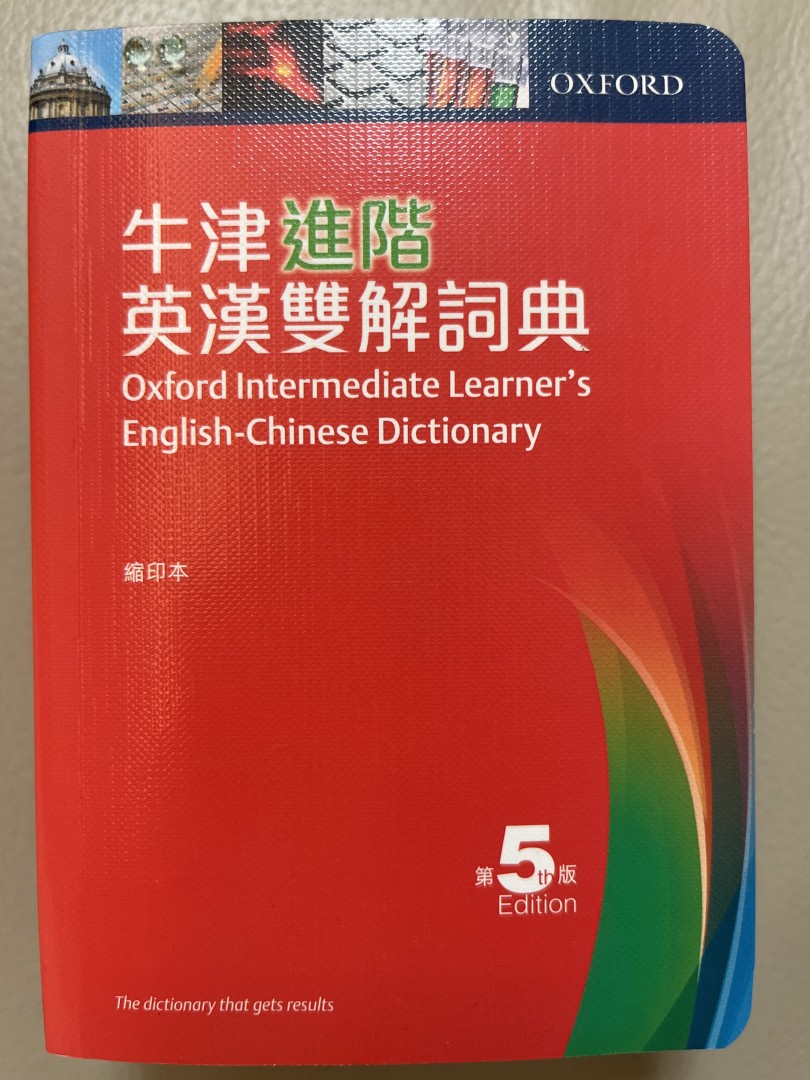 OXFORD
牛津進階
英漢雙解詞典
Oxford Intermediate Learner's
English-Chinese Dictionary
縮印本
第5th版
Edition
The dictionary that gets results